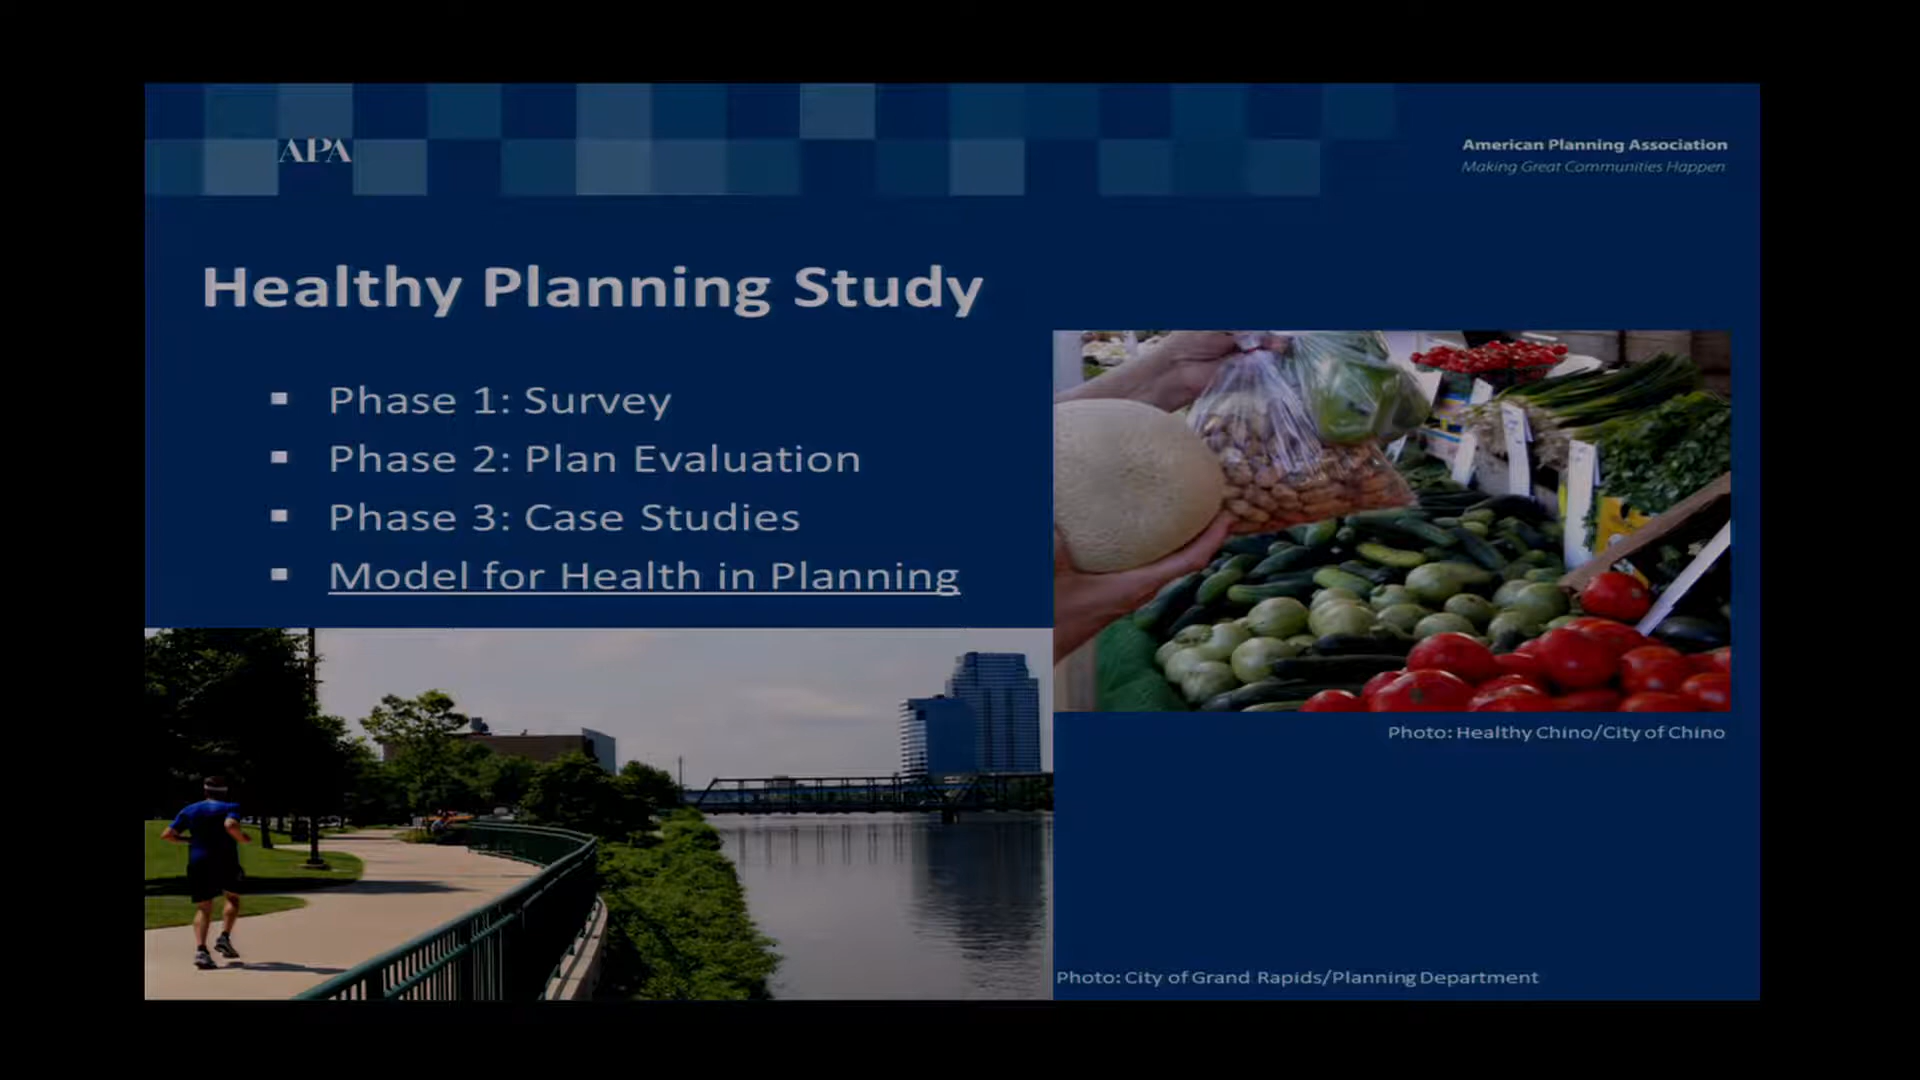 APA
American Planning Association
Making Great Communities Happen
Healthy Planning Study
▪ Phase 1: Survey
▪ Phase 2: Plan Evaluation
▪ Phase 3: Case Studies
▪ Model for Health in Planning
Photo: Healthy Chino/City of Chino
Photo: City of Grand Rapids/Planning Department